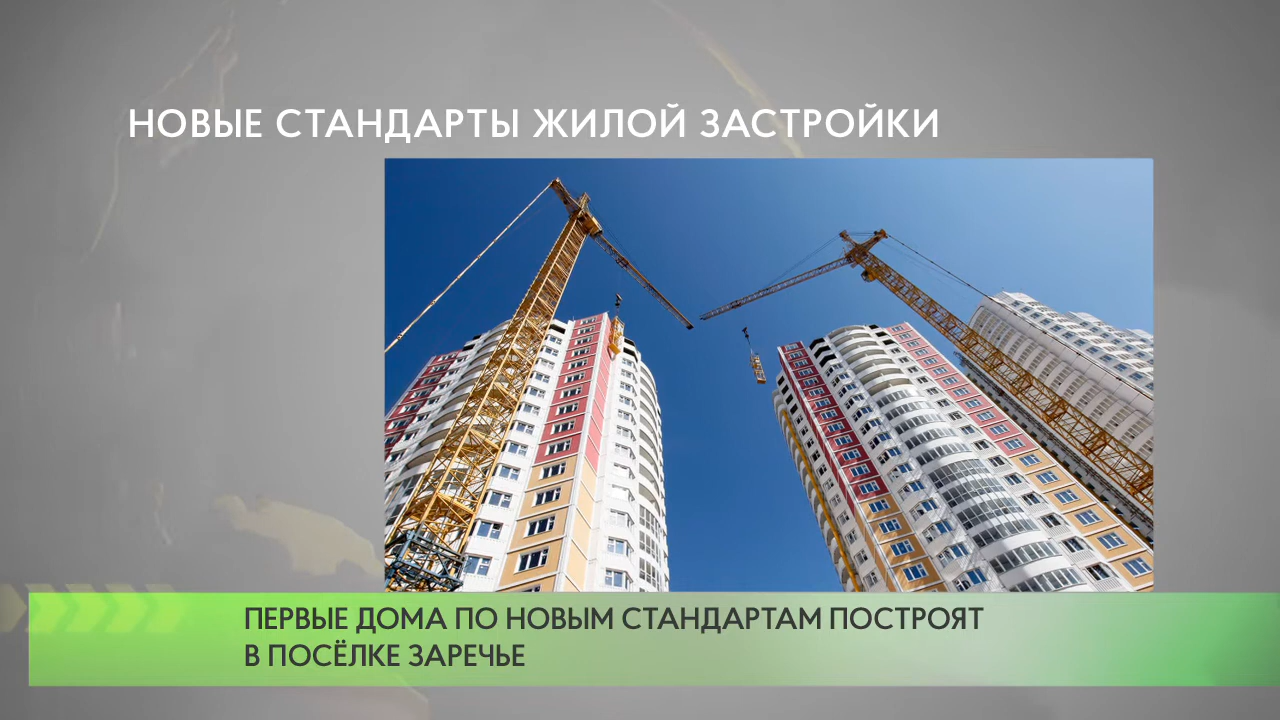 НОВЫЕ СТАНДАРТЫ ЖИЛОЙ ЗАСТРОЙКИ
ПЕРВЫЕ ДОМА ПО НОВЫМ СТАНДАРТАМ ПОСТРОЯТ
В ПОСЁЛКЕ ЗАРЕЧЬЕ